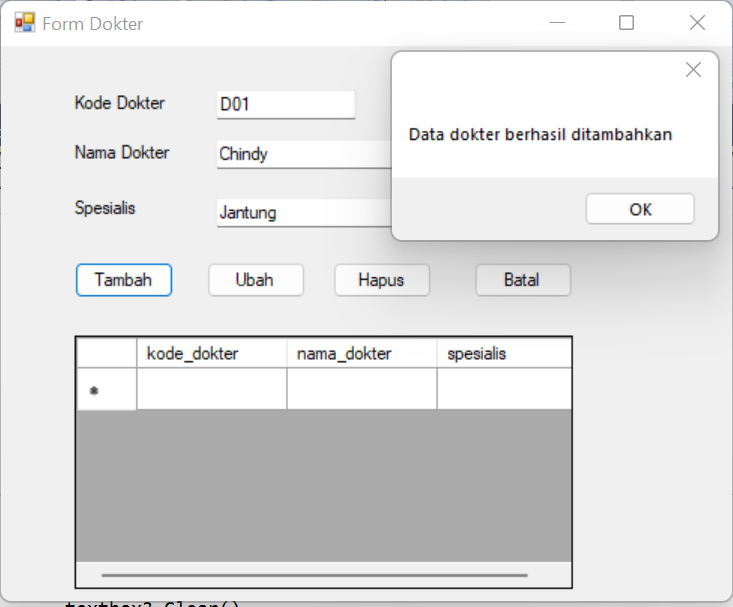 Form Dokter
Kode Dokter D01
Data dokter berhasil ditambahkan
Nama Dokter Chindy
Spesialis Jantung
OK
Tambah Ubah Hapus Batal
kode_dokter nama_dokter spesialis